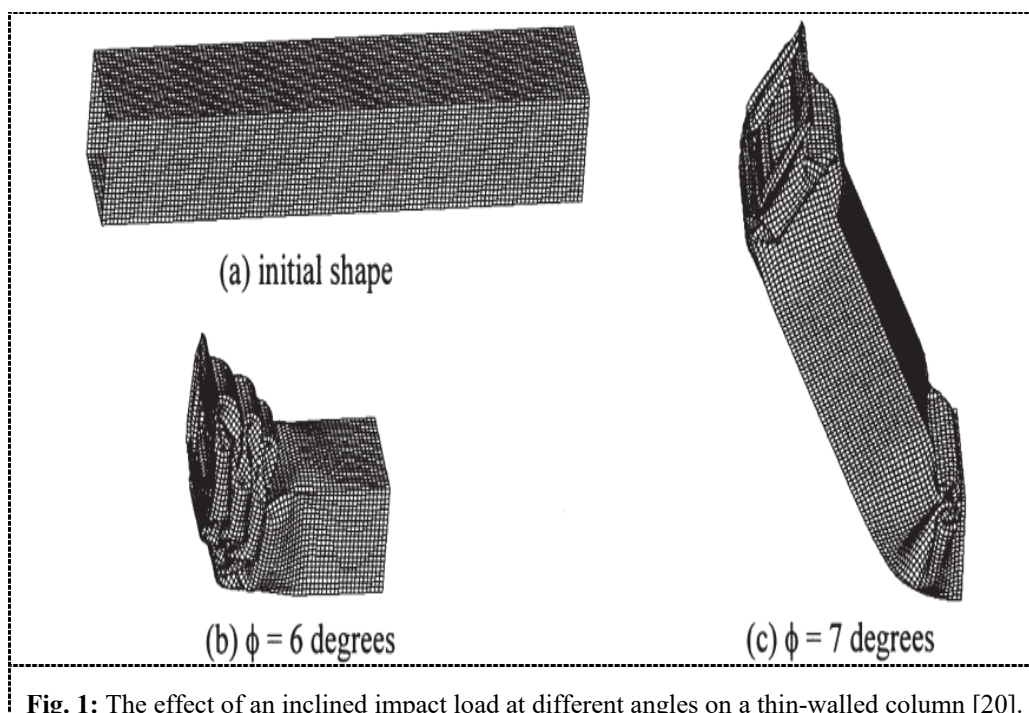 (a) initial shape
(b) ϕ = 6 degrees
(c) ϕ = 7 degrees
Fig. 1: The effect of an inclined impact load at different angles on a thin-walled column [20].